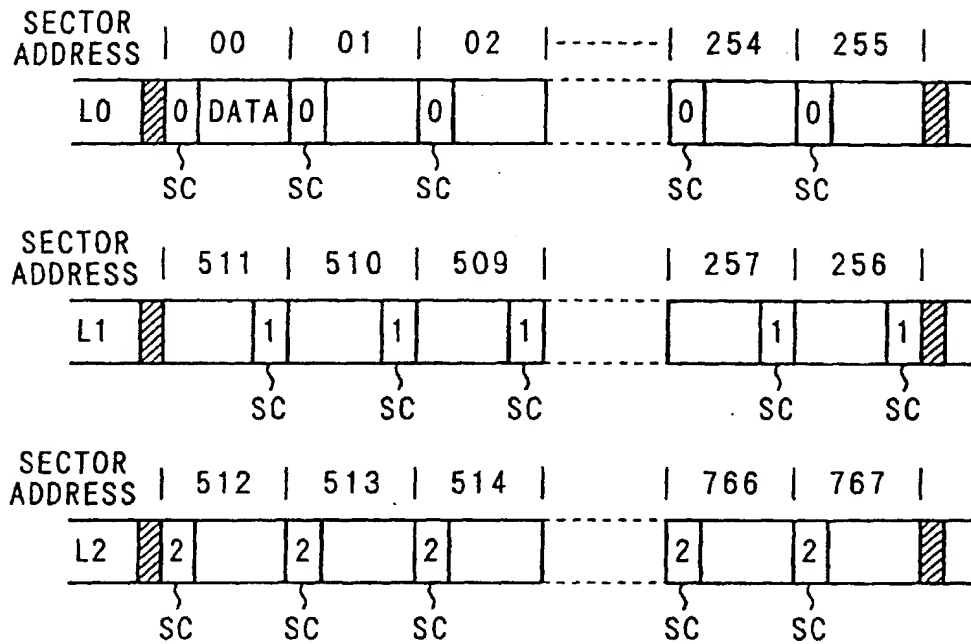 SECTOR
ADDRESS | 00 | 01 | 02 | | 254 | 255 |
L0 0 DATA 0 0 0 0
SC SC SC SC SC
SECTOR
ADDRESS | 511 | 510 | 509 | | 257 | 256 |
L1 1 1 1 1 1
SC SC SC SC SC
SECTOR
ADDRESS | 512 | 513 | 514 | | 766 | 767 |
L2 2 2 2 2 2
SC SC SC SC SC